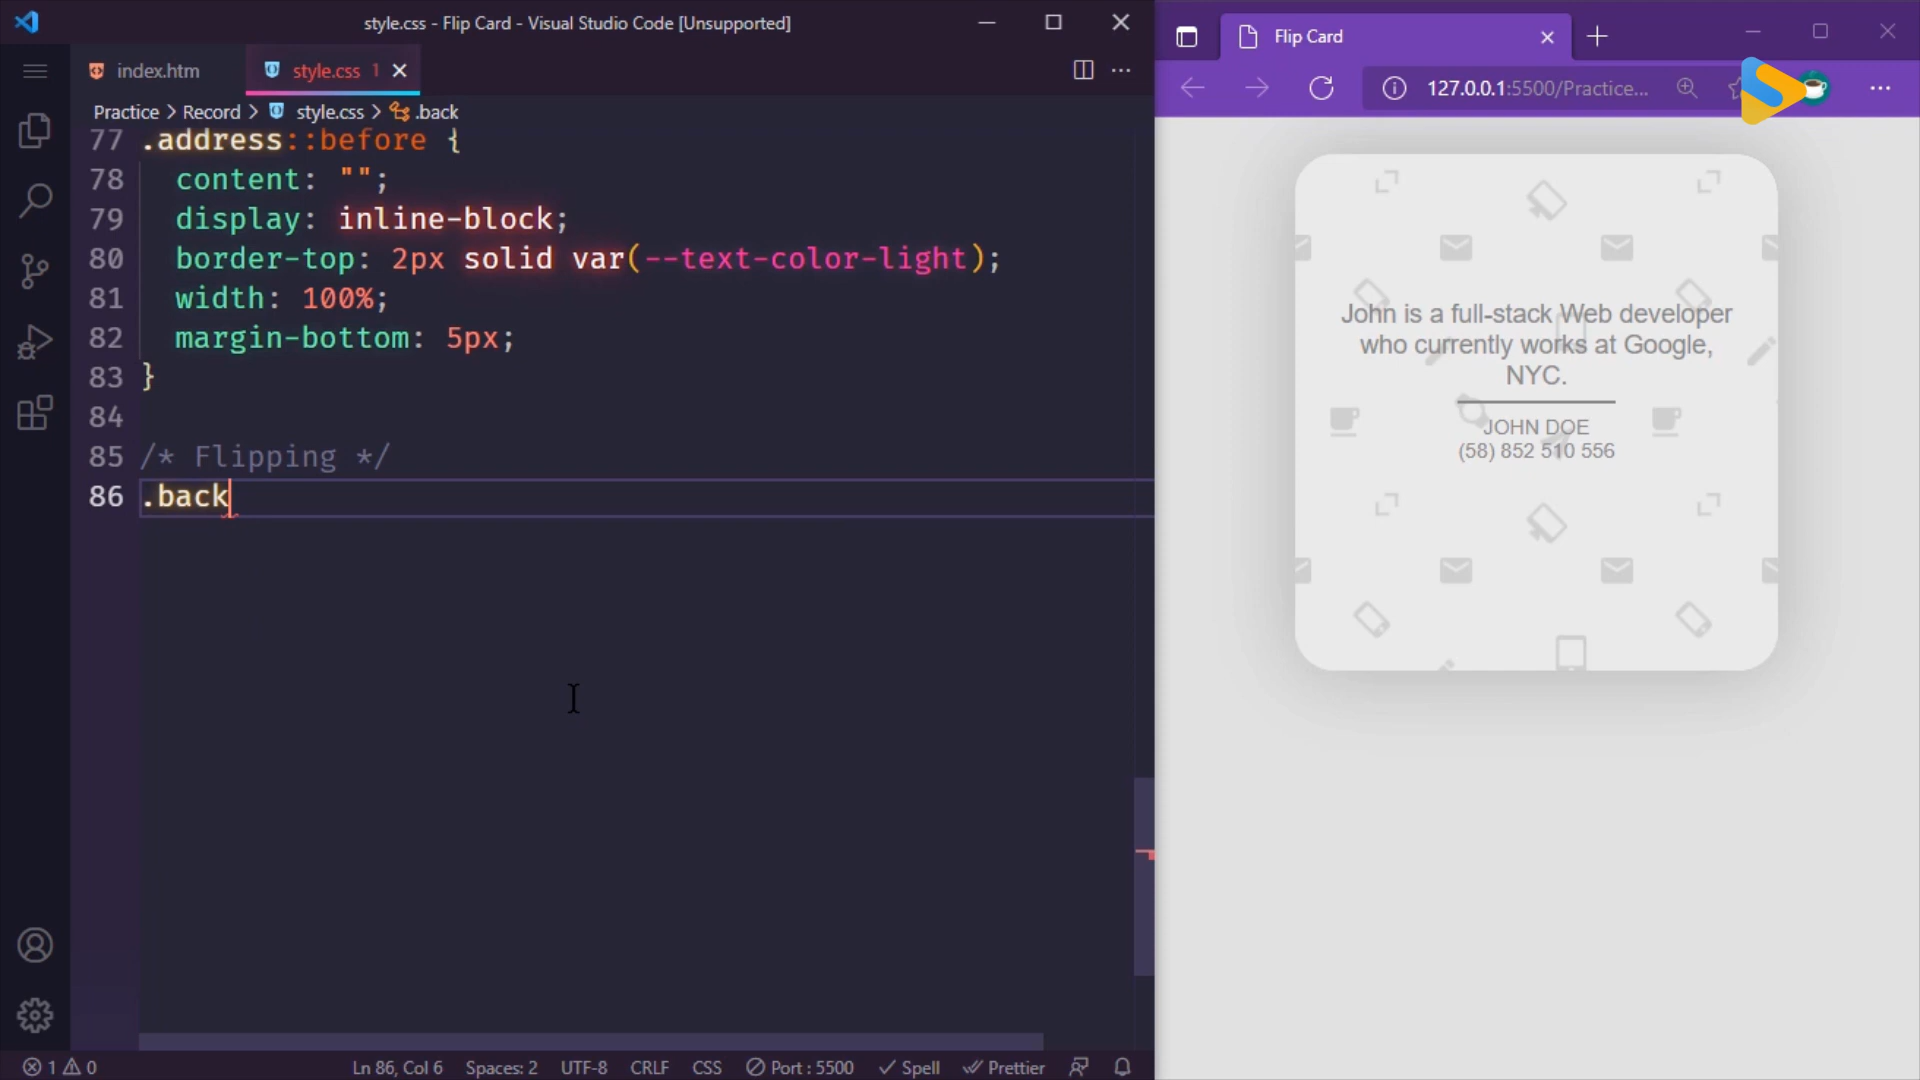 style.css - Flip Card - Visual Studio Code [Unsupported]
index.htm
style.css 1
Practice > Record > style.css > .back
77 .address::before {
78 content: "";
79 display: inline-block;
80 border-top: 2px solid var(--text-color-light);
81 width: 100%;
82 margin-bottom: 5px;
83 }
84
85 /* Flipping */
86 .back
1 0
Ln 86, Col 6
Spaces: 2
UTF-8
CRLF
CSS
Port : 5500
Spell
Prettier
Flip Card
127.0.0.1:5500/Practice...
John is a full-stack Web developer
who currently works at Google,
NYC.
JOHN DOE
(58) 852 510 556